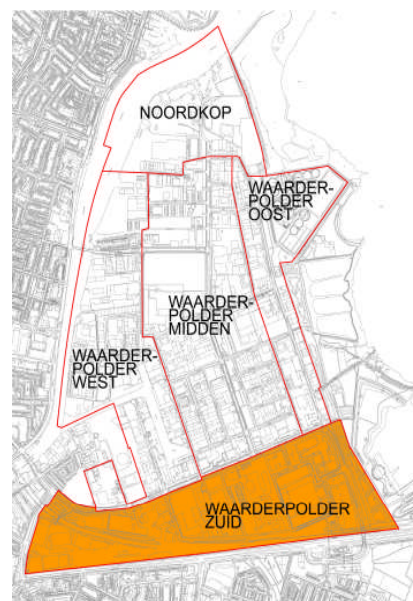 NOORDKOP
WAARDER-
POLDER
OOST
WAARDER-
POLDER
MIDDEN
WAARDER-
POLDER
WEST
WAARDERPOLDER
ZUID